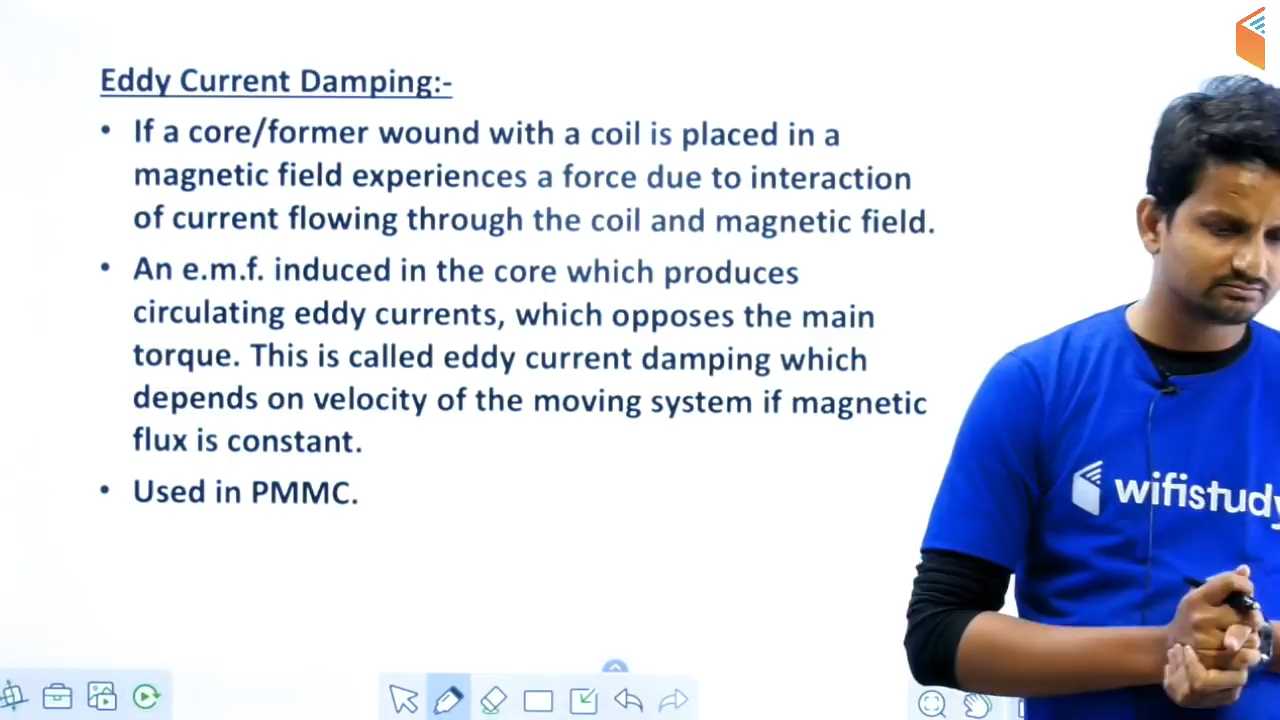 Eddy Current Damping:-
• If a core/former wound with a coil is placed in a
magnetic field experiences a force due to interaction
of current flowing through the coil and magnetic field.
• An e.m.f. induced in the core which produces
circulating eddy currents, which opposes the main
torque. This is called eddy current damping which
depends on velocity of the moving system if magnetic
flux is constant.
• Used in PMMC.
wifistudy